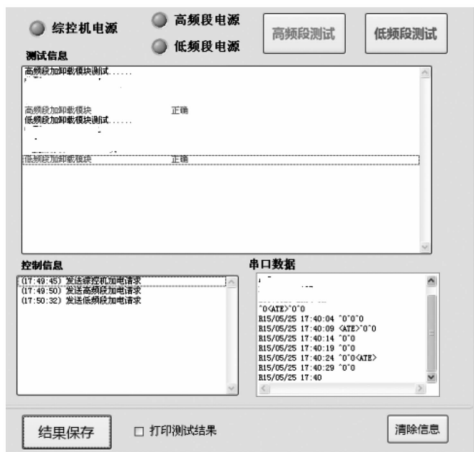 综控机电源
高频段电源
低频段电源
高频段测试
低频段测试
测试信息
高频段加卸载模块测试......
高频段加卸载模块 正确
低频段加卸载模块测试......
低频段加卸载模块 正确
控制信息
(17:49:45) 发送综控机加电请求
(17:49:50) 发送高频段加电请求
(17:50:32) 发送低频段加电请求
串口数据
^0<ATE>^0^0
R15/05/25 17:40:04 ^0^0^0
R15/05/25 17:40:09 <ATE>^0^0
R15/05/25 17:40:14 ^0^0
R15/05/25 17:40:19 ^0^0
R15/05/25 17:40:24 ^0^0<ATE>
R15/05/25 17:40:29 ^0^0
R15/05/25 17:40
结果保存
打印测试结果
清除信息